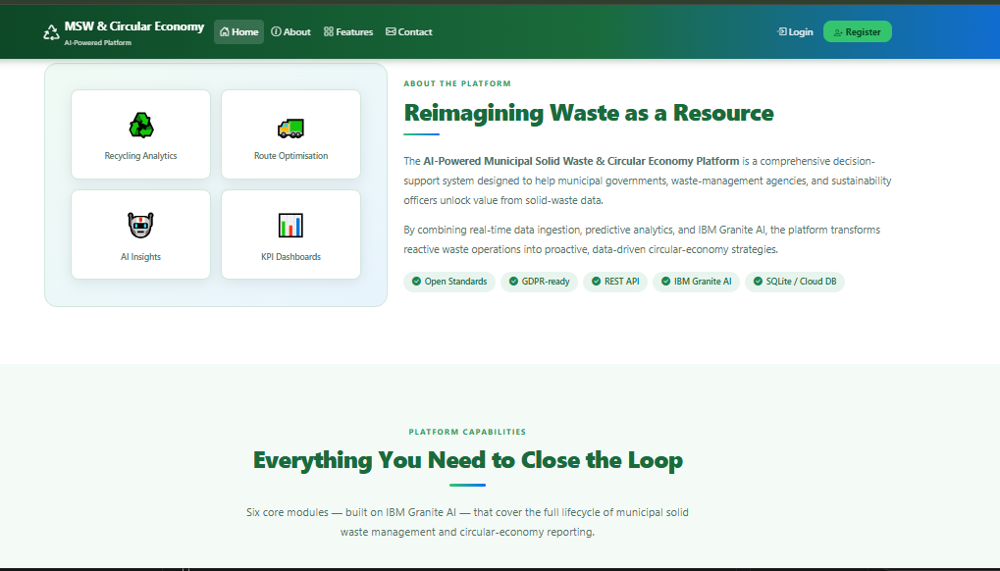 MSW & Circular Economy
AI-Powered Platform
Home
About
Features
Contact
Login
Register
Recycling Analytics
Route Optimisation
AI Insights
KPI Dashboards
ABOUT THE PLATFORM
Reimagining Waste as a Resource
The AI-Powered Municipal Solid Waste & Circular Economy Platform is a comprehensive decision-
support system designed to help municipal governments, waste-management agencies, and sustainability
officers unlock value from solid-waste data.
By combining real-time data ingestion, predictive analytics, and IBM Granite AI, the platform transforms
reactive waste operations into proactive, data-driven circular-economy strategies.
Open Standards
GDPR-ready
REST API
IBM Granite AI
SQLite / Cloud DB
PLATFORM CAPABILITIES
Everything You Need to Close the Loop
Six core modules — built on IBM Granite AI — that cover the full lifecycle of municipal solid
waste management and circular-economy reporting.